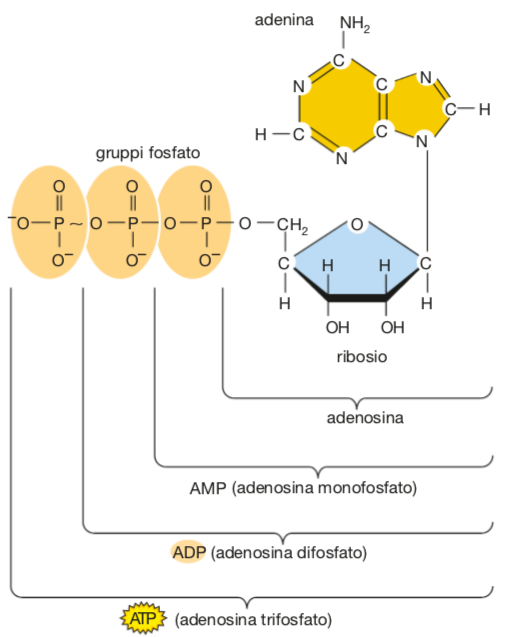 adenina
NH₂
C
N C N
C—H
H—C C
N N
gruppi fosfato
O O O
⁻O—P~O—P—O—P—O—CH₂ O
O⁻ O⁻ O⁻
C H H C
H H
OH OH
ribosio
adenosina
AMP (adenosina monofosfato)
ADP (adenosina difosfato)
ATP (adenosina trifosfato)